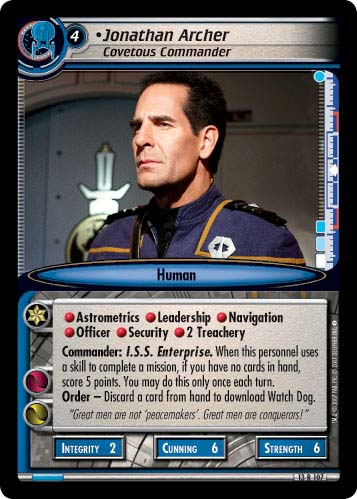 4
•Jonathan Archer
Covetous Commander
Human
Astrometrics Leadership Navigation
Officer Security 2 Treachery
Commander: I.S.S. Enterprise. When this personnel
uses a skill to complete a mission, if you have no cards in hand,
score 5 points. You may do this only once each turn.
Order – Discard a card from hand to download Watch Dog.
"Great men are not 'peacemakers'. Great men are conquerors!"
INTEGRITY 2 CUNNING 6 STRENGTH 6
13 R 107